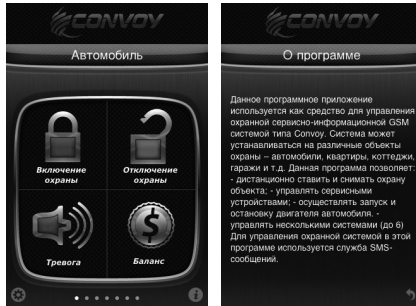 CONVOY
Автомобиль
Включение
охраны
Отключение
охраны
Тревога
Баланс
CONVOY
О программе
Данное программное приложение
используется как средство для управления
охранной сервисно-информационной GSM
системой типа Convoy. Система может
устанавливаться на различные объекты
охраны – автомобили, квартиры, коттеджи,
гаражи и т.д. Данная программа позволяет:
- дистанционно ставить и снимать охрану
объекта; - управлять сервисными
устройствами; - осуществлять запуск и
остановку двигателя автомобиля. -
управлять несколькими системами (до 6)
Для управления охранной системой в этой
программе используется служба SMS-
сообщений.